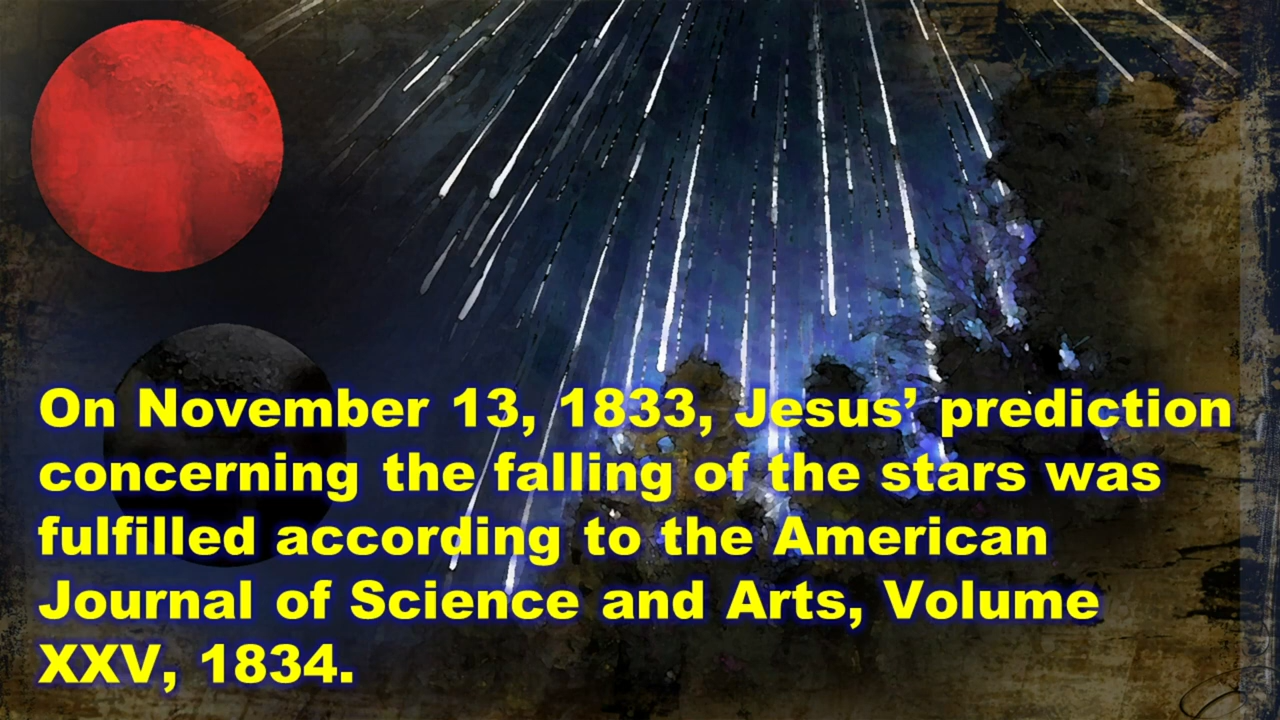 On November 13, 1833, Jesus’ prediction
concerning the falling of the stars was
fulfilled according to the American
Journal of Science and Arts, Volume
XXV, 1834.